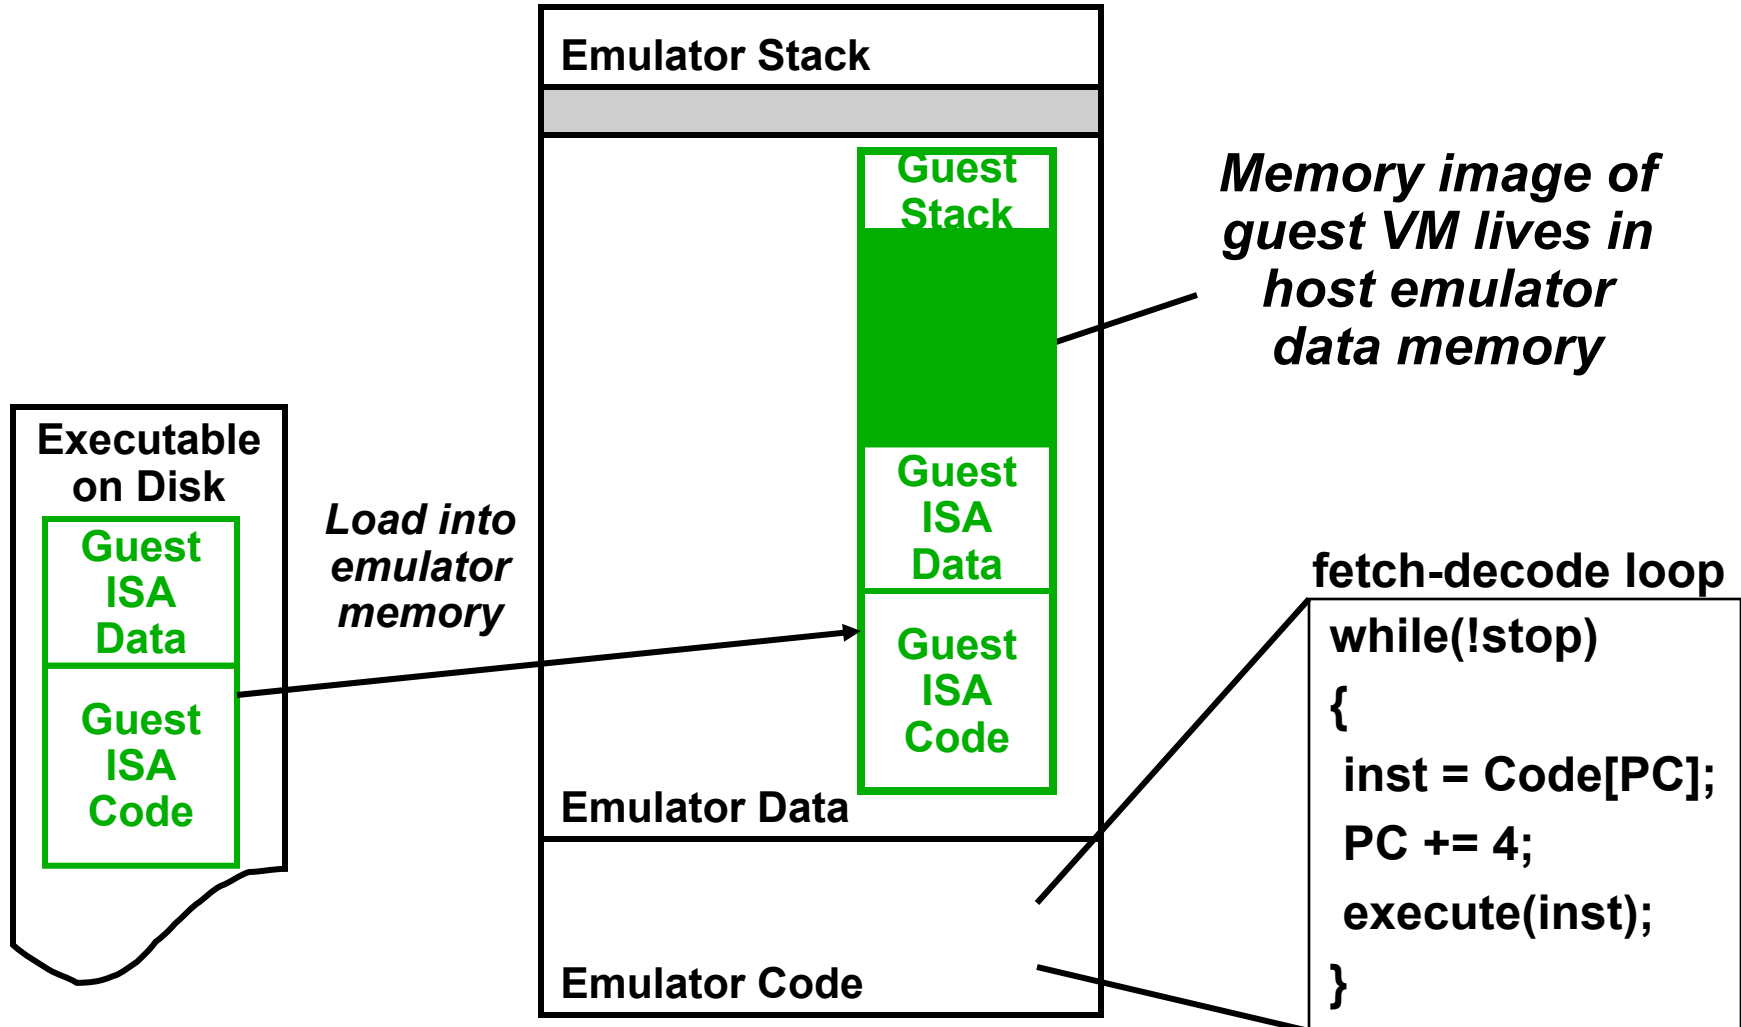 Emulator Stack
Guest
Stack
Memory image of
guest VM lives in
host emulator
data memory
Executable
on Disk
Guest
ISA
Data
Guest
ISA
Code
Load into
emulator
memory
Guest
ISA
Data
Guest
ISA
Code
Emulator Data
Emulator Code
fetch-decode loop
while(!stop)
{
inst = Code[PC];
PC += 4;
execute(inst);
}